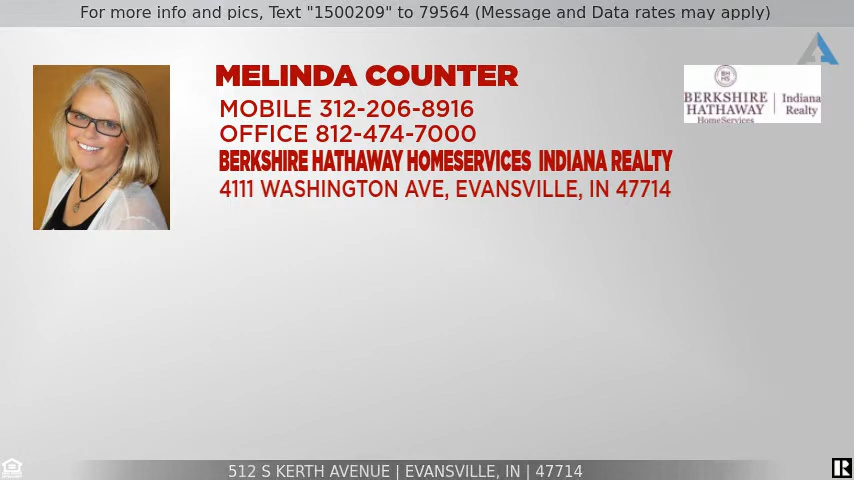 For more info and pics, Text "1500209" to 79564 (Message and Data rates may apply)
MELINDA COUNTER
MOBILE 312-206-8916
OFFICE 812-474-7000
BERKSHIRE HATHAWAY HOMESERVICES INDIANA REALTY
4111 WASHINGTON AVE, EVANSVILLE, IN 47714
BERKSHIRE HATHAWAY
HomeServices
Indiana Realty
512 S KERTH AVENUE | EVANSVILLE, IN | 47714